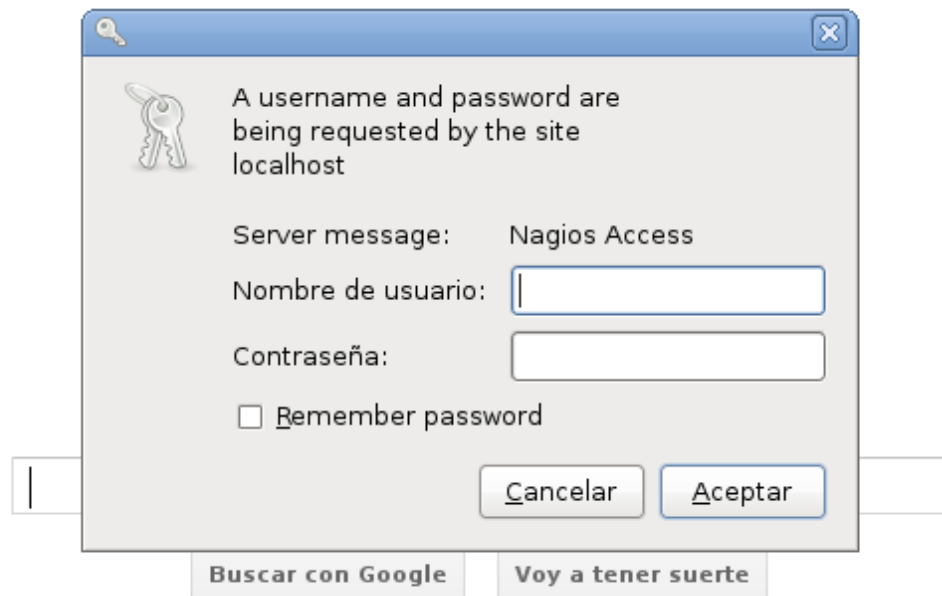 A username and password are
being requested by the site
localhost
Server message: Nagios Access
Nombre de usuario:
Contraseña:
Remember password
Cancelar Aceptar
Buscar con Google Voy a tener suerte